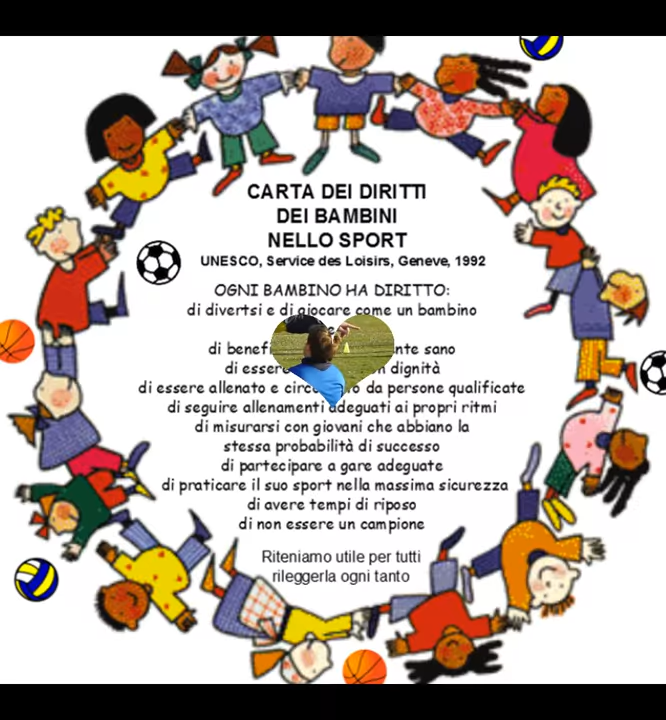 CARTA DEI DIRITTI
DEI BAMBINI
NELLO SPORT
UNESCO, Service des Loisirs, Geneve, 1992
OGNI BAMBINO HA DIRITTO:
di divertsi e di giocare come un bambino
di
nte sano
di essere
dignità
di essere allenato e da persone qualificate
di seguire allenamenti adeguati ai propri ritmi
di misurarsi con giovani che abbiano la
stessa probabilità di successo
di partecipare a gare adeguate
di praticare il suo sport nella massima sicurezza
di avere tempi di riposo
di non essere un campione
Riteniamo utile per tutti
rileggerla ogni tanto